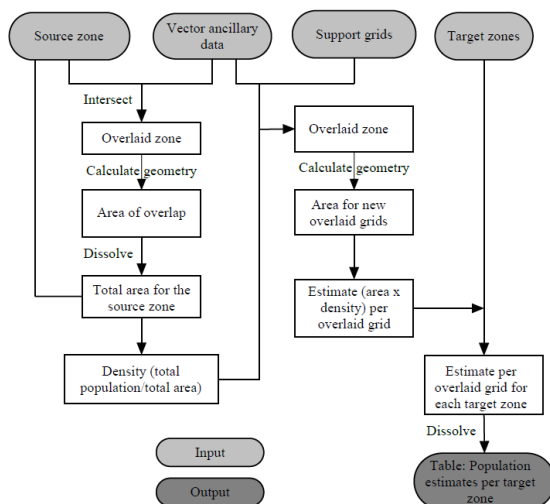 Source zone
Vector ancillary
data
Support grids
Target zones
Intersect
Overlaid zone
Calculate geometry
Area of overlap
Dissolve
Total area for the
source zone
Density (total
population/total area)
Overlaid zone
Calculate geometry
Area for new
overlaid grids
Estimate (area x
density) per
overlaid grid
Estimate per
overlaid grid for
each target zone
Dissolve
Table: Population
estimates per target
zone
Input
Output